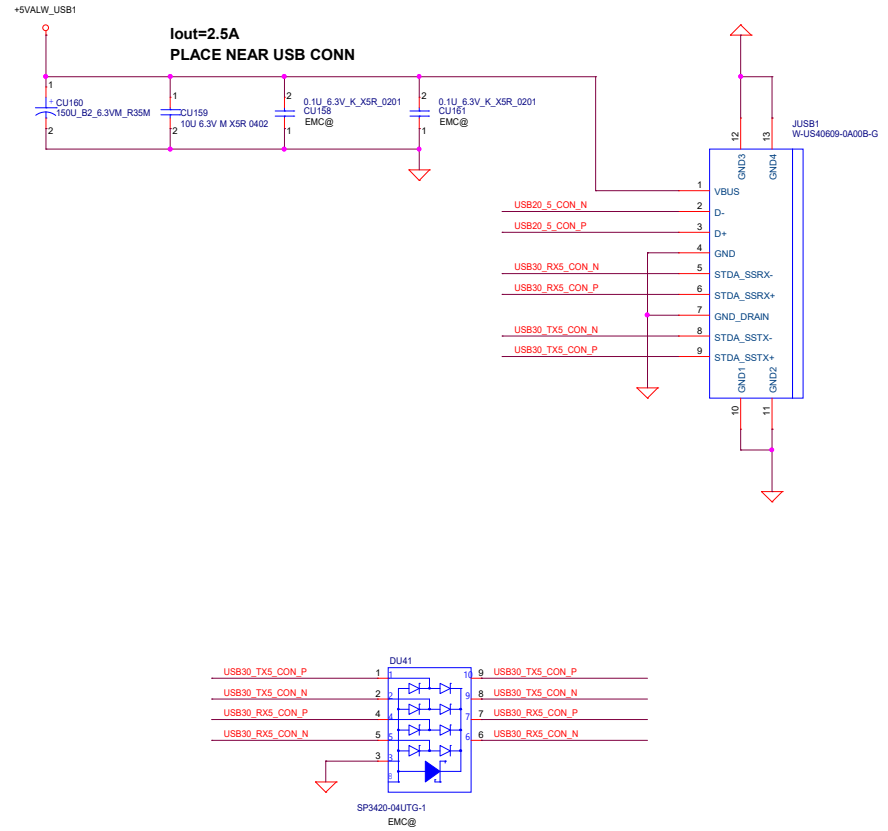 +5VALW_USB1
Iout=2.5A
PLACE NEAR USB CONN
1
+ CU160
150U_B2_6.3VM_R35M
2
1
CU159
10U 6.3V M X5R 0402
2
2
0.1U_6.3V_K_X5R_0201
CU158
EMC@
1
2
0.1U_6.3V_K_X5R_0201
CU161
EMC@
1
JUSB1
W-US40609-0A00B-G
12
13
GND3
GND4
1 VBUS
USB20_5_CON_N 2 D-
USB20_5_CON_P 3 D+
4 GND
USB30_RX5_CON_N 5 STDA_SSRX-
USB30_RX5_CON_P 6 STDA_SSRX+
7 GND_DRAIN
USB30_TX5_CON_N 8 STDA_SSTX-
USB30_TX5_CON_P 9 STDA_SSTX+
GND1
GND2
10
11
DU41
USB30_TX5_CON_P 1 1 10 9 USB30_TX5_CON_P
USB30_TX5_CON_N 2 2 9 8 USB30_TX5_CON_N
USB30_RX5_CON_P 4 4 7 7 USB30_RX5_CON_P
USB30_RX5_CON_N 5 5 6 6 USB30_RX5_CON_N
3 3
8
SP3420-04UTG-1
EMC@